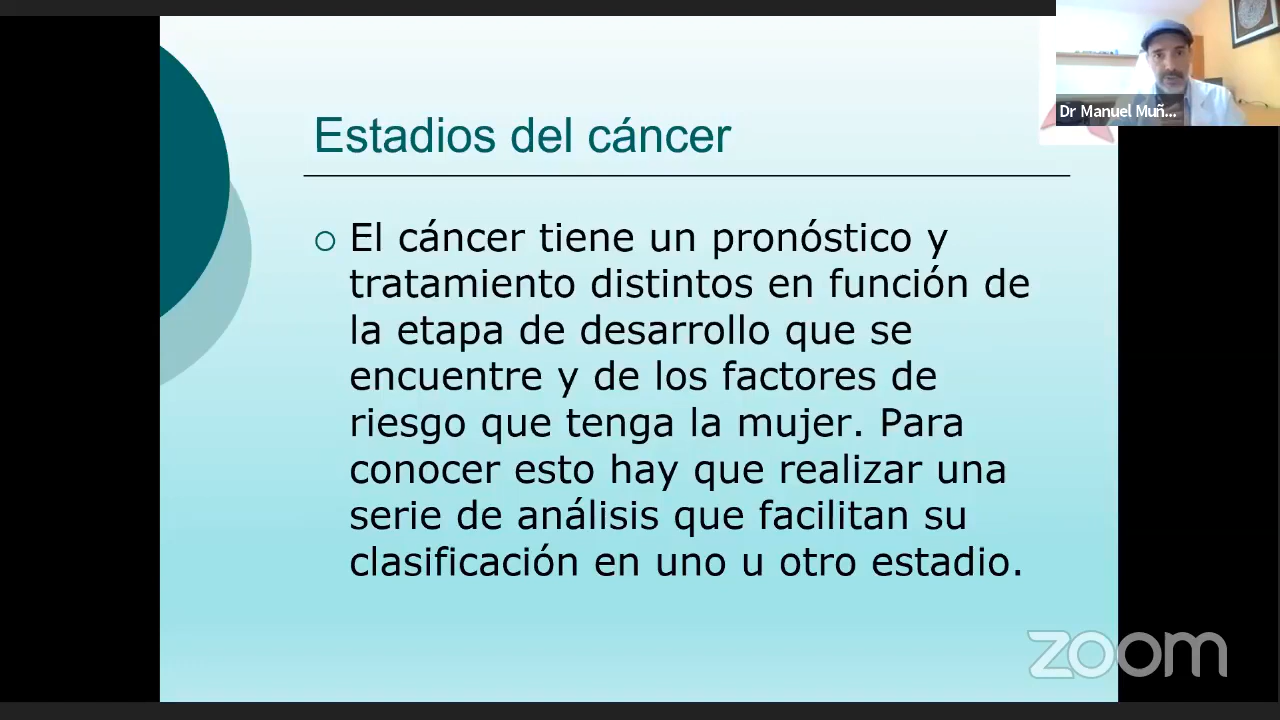 Dr Manuel Muñ...
Estadios del cáncer
El cáncer tiene un pronóstico y
tratamiento distintos en función de
la etapa de desarrollo que se
encuentre y de los factores de
riesgo que tenga la mujer. Para
conocer esto hay que realizar una
serie de análisis que facilitan su
clasificación en uno u otro estadio.
zoom